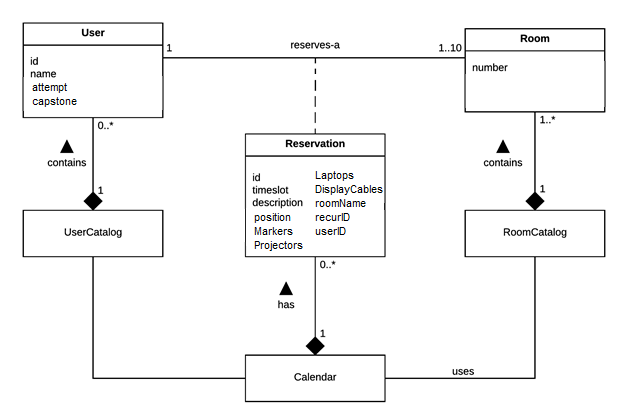 User
id
name
attempt
capstone
1
reserves-a
1..10
Room
number
0..*
contains
1
UserCatalog
Reservation
id
timeslot
description
position
Markers
Projectors
Laptops
DisplayCables
roomName
recurID
userID
1..*
contains
1
RoomCatalog
0..*
has
1
Calendar
uses